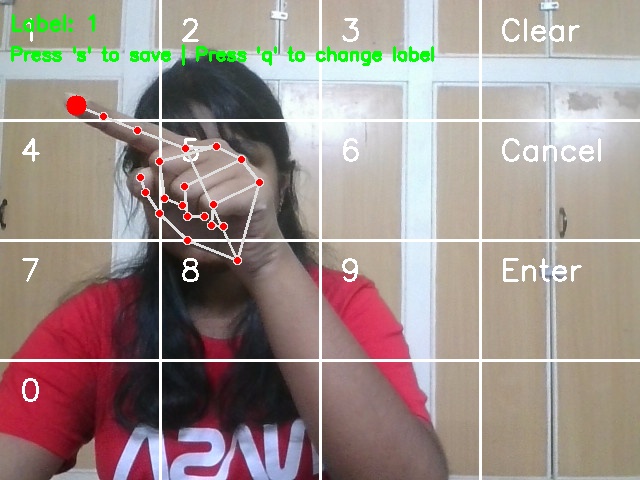 Label: 1
1 2 3 Clear
Press 's' to save | Press 'q' to change label
4 5 6 Cancel
7 8 9 Enter
0
NASA